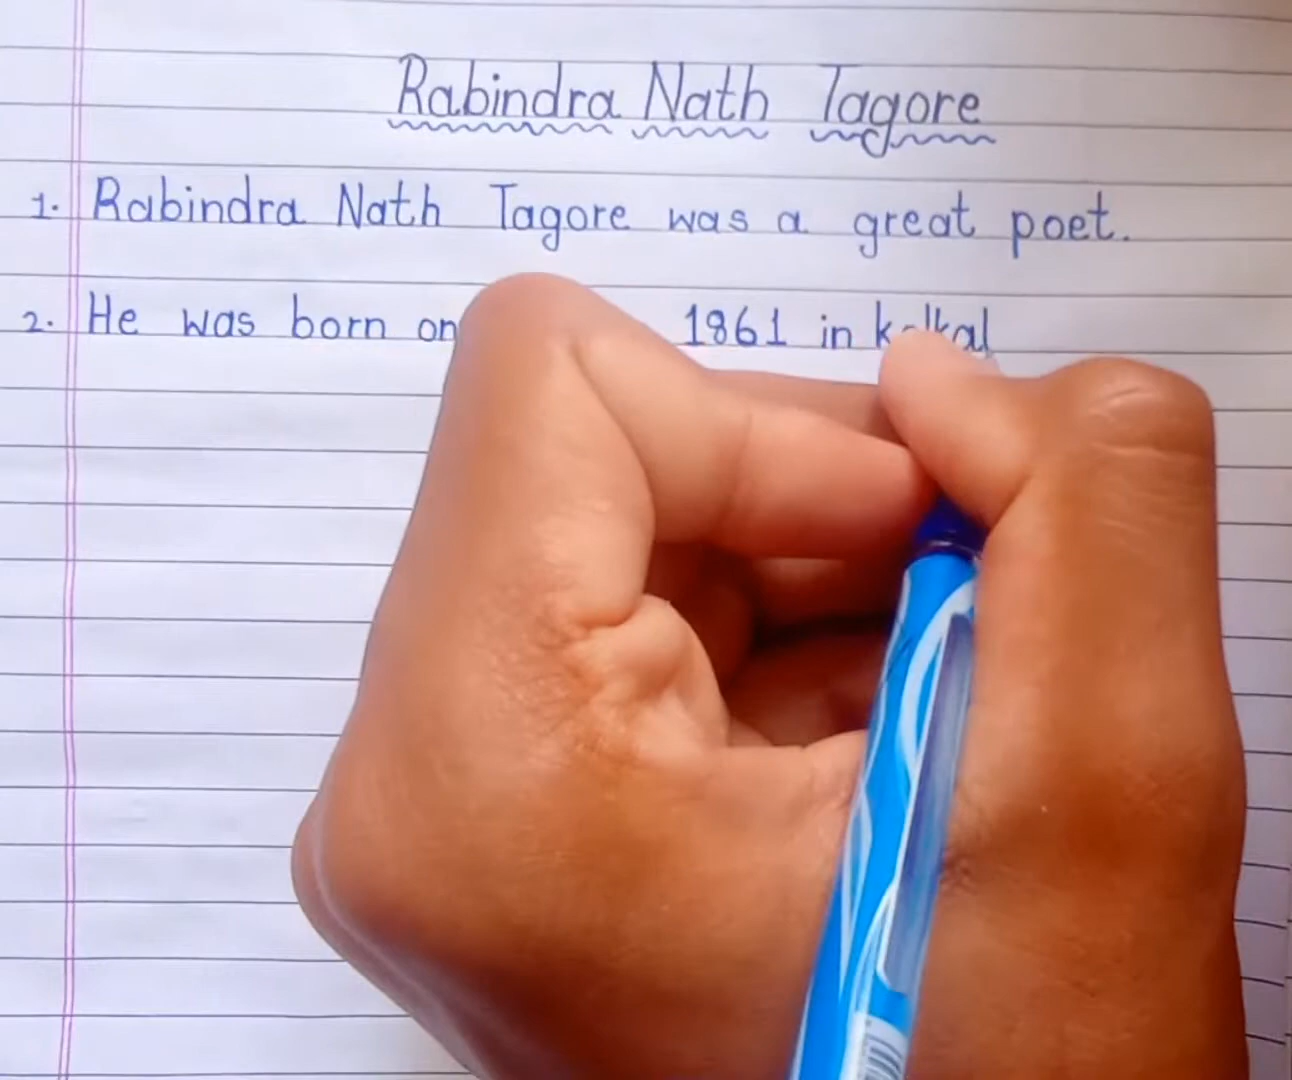 Rabindra Nath Tagore
1. Rabindra Nath Tagore was a great poet.
2. He was born on 1861 in